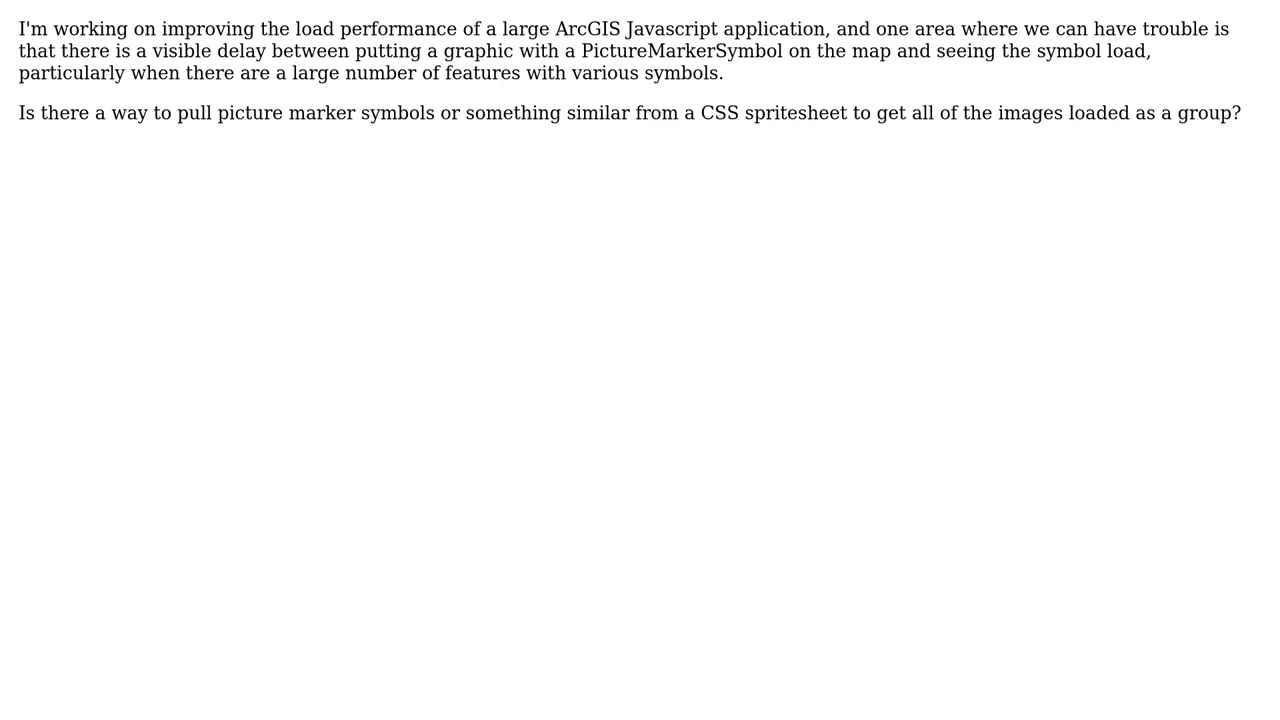 I'm working on improving the load performance of a large ArcGIS Javascript application, and one area where we can have trouble is
that there is a visible delay between putting a graphic with a PictureMarkerSymbol on the map and seeing the symbol load,
particularly when there are a large number of features with various symbols.
Is there a way to pull picture marker symbols or something similar from a CSS spritesheet to get all of the images loaded as a group?